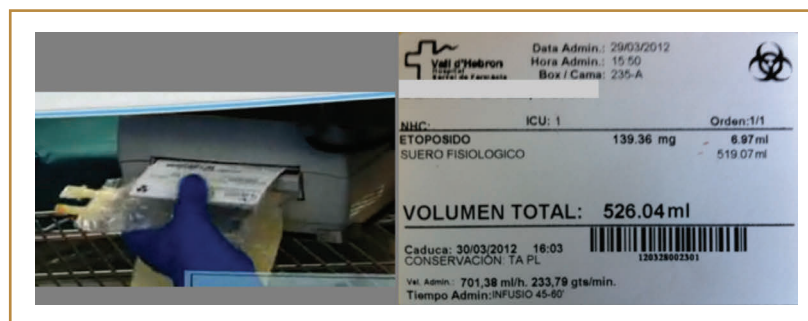 Vall d'Hebron
Hospital
Servei de Farmàcia
Data Admin.: 29/03/2012
Hora Admin.: 15:50
Box / Cama: 235-A
NHC:
ICU: 1
Orden:1/1
ETOPOSIDO 139.36 mg 6.97ml
SUERO FISIOLOGICO 519.07ml
VOLUMEN TOTAL: 526.04ml
Caduca: 30/03/2012 16:03
CONSERVACIÓN: TA PL
120328002301
Vel. Admin.: 701,38 ml/h. 233,79 gts/min.
Tiempo Admin:INFUSIO 45-60'